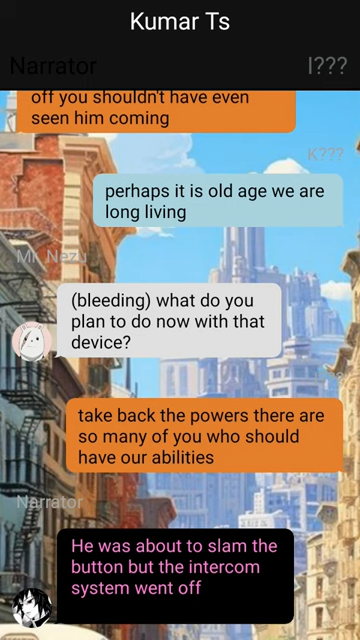 Kumar Ts
Narrator
I???
off you shouldn't have even
seen him coming
K???
perhaps it is old age we are
long living
Mr. Nezu
(bleeding) what do you
plan to do now with that
device?
take back the powers there are
so many of you who should
have our abilities
Narrator
He was about to slam the
button but the intercom
system went off